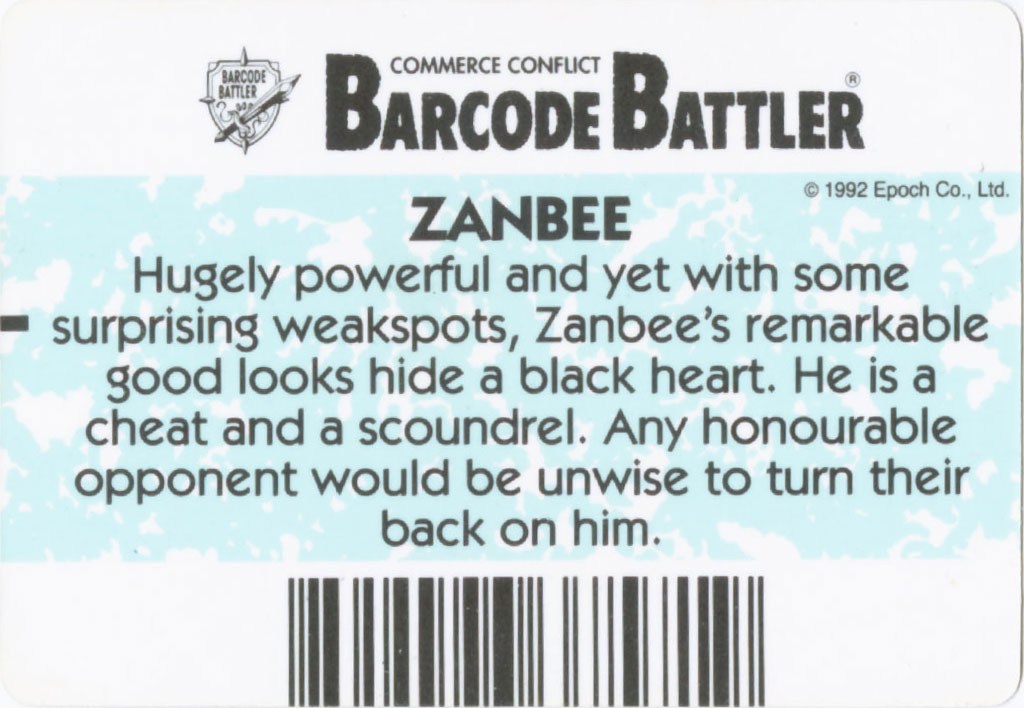 BARCODE
BATTLER
COMMERCE CONFLICT
BARCODE BATTLER®
© 1992 Epoch Co., Ltd.
ZANBEE
Hugely powerful and yet with some
surprising weakspots, Zanbee's remarkable
good looks hide a black heart. He is a
cheat and a scoundrel. Any honourable
opponent would be unwise to turn their
back on him.